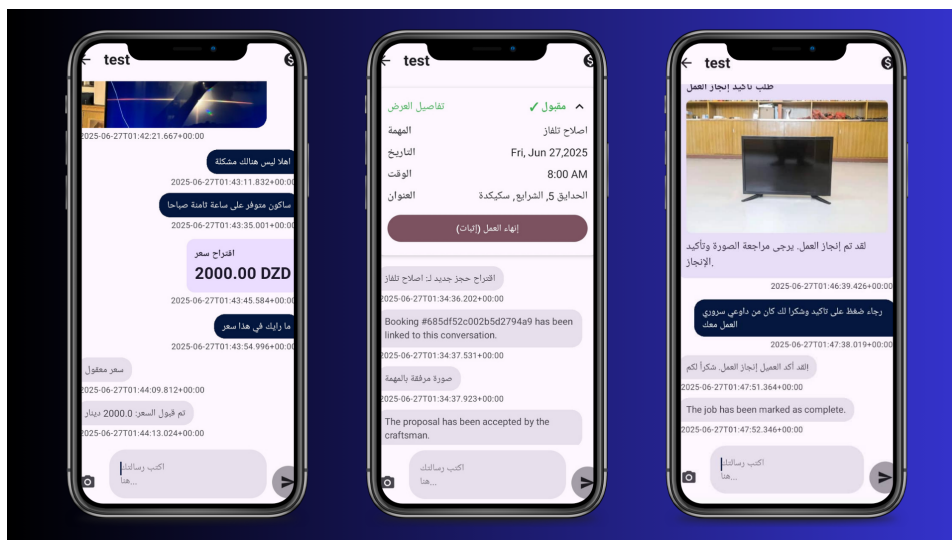 test
2025-06-27T01:42:21.667+00:00
اهلا ليس هنالك مشكلة
2025-06-27T01:43:11.832+00:00
ساكون متوفر على ساعة ثامنة صباحا
2025-06-27T01:43:35.001+00:00
اقتراح سعر
2000.00 DZD
2025-06-27T01:43:45.584+00:00
ما رايك في هذا سعر
2025-06-27T01:43:54.996+00:00
سعر معقول
2025-06-27T01:44:09.812+00:00
تم قبول السعر: 2000.0 دينار
2025-06-27T01:44:13.024+00:00
اكتب رسالتك
هنا...
test
تفاصيل العرض مقبول ✓
المهمة اصلاح تلفاز
التاريخ Fri, Jun 27,2025
الوقت 8:00 AM
العنوان الحدايق 5, الشرايع, سكيكدة
إنهاء العمل (إثبات)
اقتراح حجز جديد لـ: اصلاح تلفاز
2025-06-27T01:34:36.202+00:00
Booking #685df52c002b5d2794a9 has been
linked to this conversation.
2025-06-27T01:34:37.531+00:00
صورة مرفقة بالمهمة
2025-06-27T01:34:37.923+00:00
The proposal has been accepted by the
craftsman.
اكتب رسالتك
هنا...
test
طلب تأكيد إنجاز العمل
لقد تم إنجاز العمل. يرجى مراجعة الصورة وتأكيد
الإنجاز.
2025-06-27T01:46:39.426+00:00
رجاء ضغط على تاكيد وشكرا لك كان من داوعي سروري
العمل معك
2025-06-27T01:47:38.019+00:00
لقد أكد العميل إنجاز العمل. شكراً لكم!
2025-06-27T01:47:51.364+00:00
The job has been marked as complete.
2025-06-27T01:47:52.346+00:00
اكتب رسالتك
هنا...